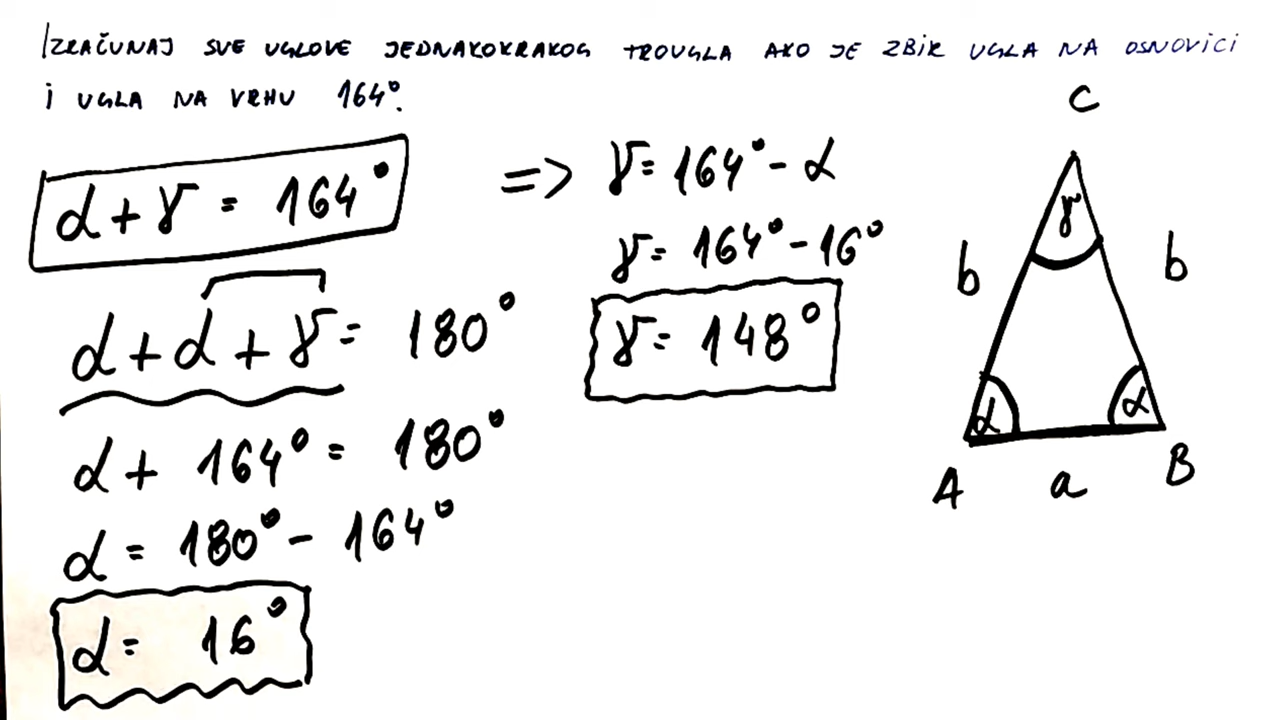 IZRAČUNAJ SVE UGLOVE JEDNAKOKRAKOG TROUGLA AKO JE ZBIR UGLA NA OSNOVICI
I UGLA NA VRHU 164°.
α + γ = 164°
α + α + γ = 180°
α + 164° = 180°
α = 180° - 164°
α = 16°
=> γ = 164° - α
γ = 164° - 16°
γ = 148°
C
γ
b b
α α
A a B